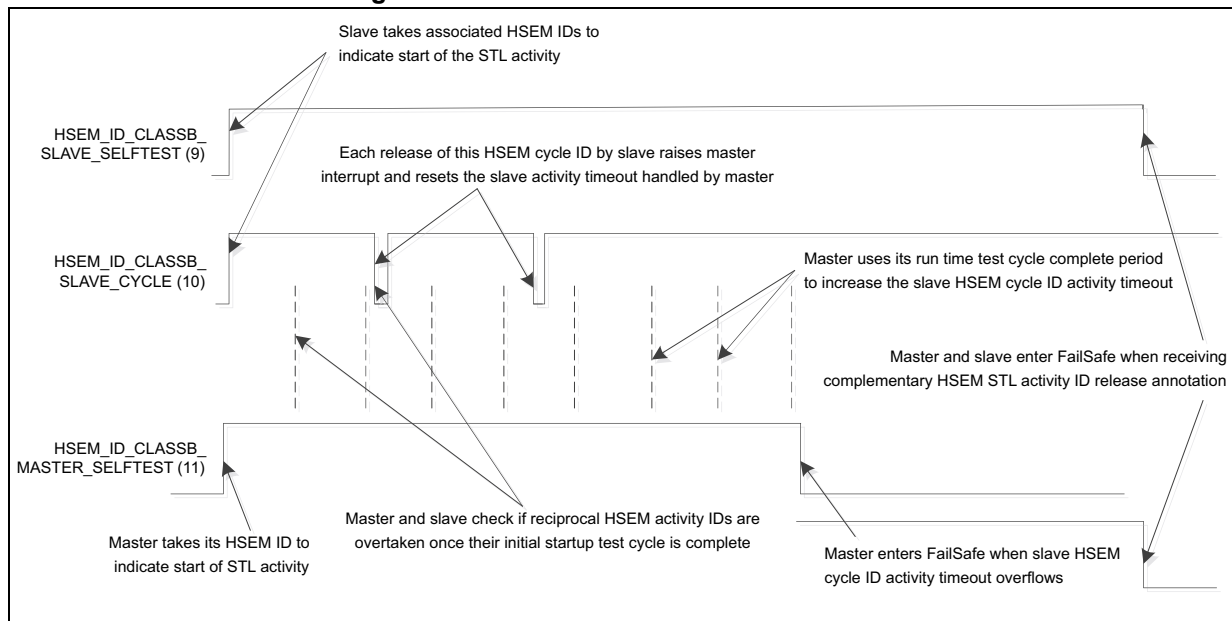 Slave takes associated HSEM IDs to
indicate start of the STL activity
HSEM_ID_CLASSB_
SLAVE_SELFTEST (9)
Each release of this HSEM cycle ID by slave raises master
interrupt and resets the slave activity timeout handled by master
HSEM_ID_CLASSB_
SLAVE_CYCLE (10)
Master uses its run time test cycle complete period
to increase the slave HSEM cycle ID activity timeout
Master and slave enter FailSafe when receiving
complementary HSEM STL activity ID release annotation
HSEM_ID_CLASSB_
MASTER_SELFTEST (11)
Master and slave check if reciprocal HSEM activity IDs are
overtaken once their initial startup test cycle is complete
Master takes its HSEM ID to
indicate start of STL activity
Master enters FailSafe when slave HSEM
cycle ID activity timeout overflows